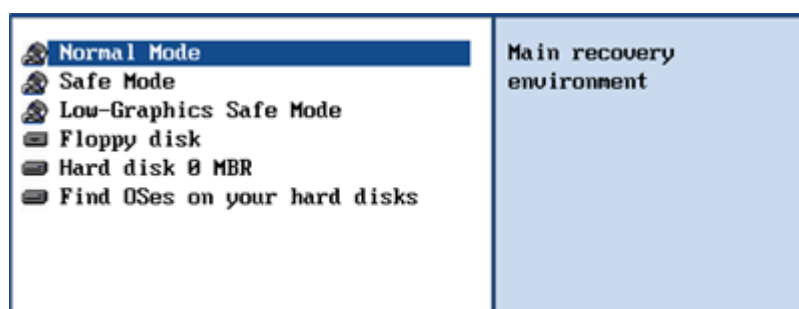 Normal Mode
Safe Mode
Low-Graphics Safe Mode
Floppy disk
Hard disk 0 MBR
Find OSes on your hard disks
Main recovery
environment